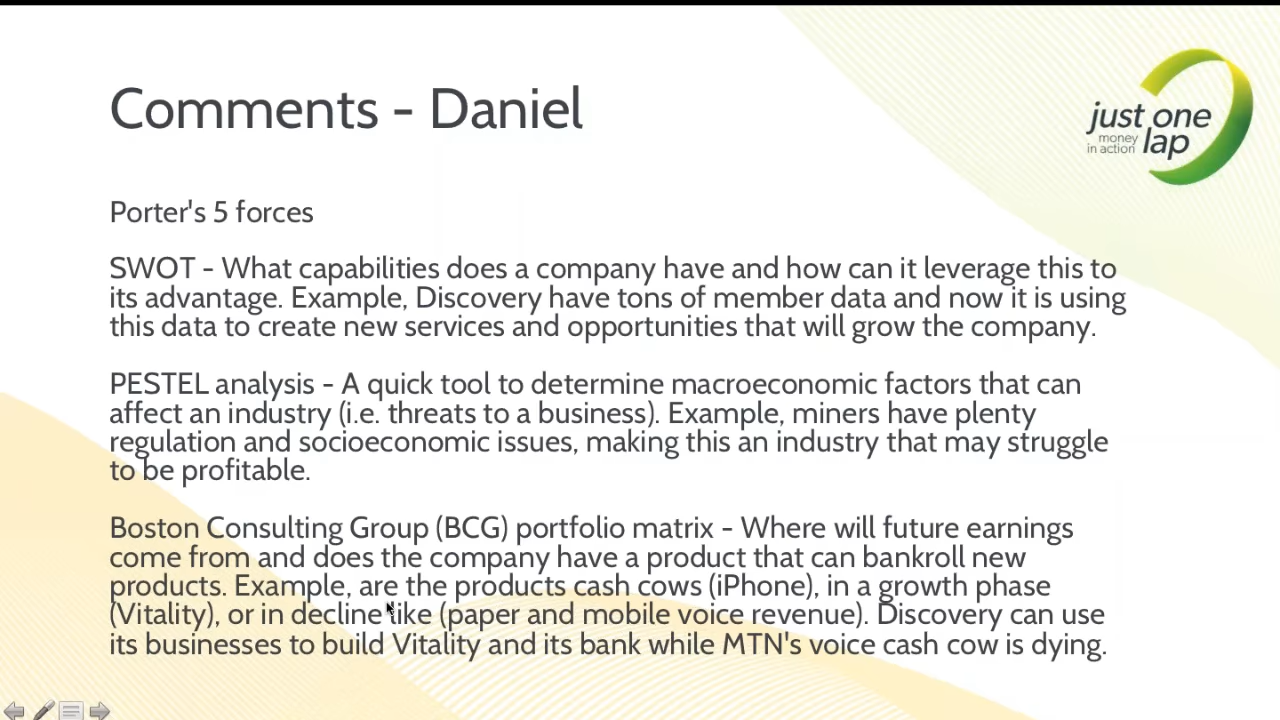 Comments - Daniel
just one
money
in action lap
Porter's 5 forces
SWOT - What capabilities does a company have and how can it leverage this to
its advantage. Example, Discovery have tons of member data and now it is using
this data to create new services and opportunities that will grow the company.
PESTEL analysis - A quick tool to determine macroeconomic factors that can
affect an industry (i.e. threats to a business). Example, miners have plenty
regulation and socioeconomic issues, making this an industry that may struggle
to be profitable.
Boston Consulting Group (BCG) portfolio matrix - Where will future earnings
come from and does the company have a product that can bankroll new
products. Example, are the products cash cows (iPhone), in a growth phase
(Vitality), or in decline like (paper and mobile voice revenue). Discovery can use
its businesses to build Vitality and its bank while MTN's voice cash cow is dying.